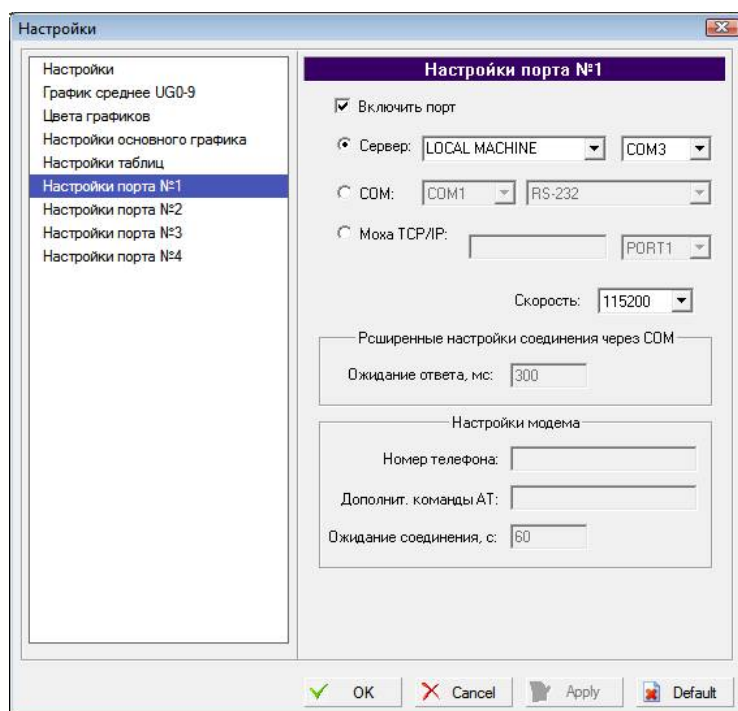 Настройки
Настройки
График среднее UG0-9
Цвета графиков
Настройки основного графика
Настройки таблиц
Настройки порта №1
Настройки порта №2
Настройки порта №3
Настройки порта №4
Настройки порта №1
Включить порт
Сервер: LOCAL MACHINE COM3
COM: COM1 RS-232
Моха TCP/IP: PORT1
Скорость: 115200
Рсширенные настройки соединения через COM
Ожидание ответа, мс: 300
Настройки модема
Номер телефона:
Дополнит. команды AT:
Ожидание соединения, с: 60
OK Cancel Apply Default